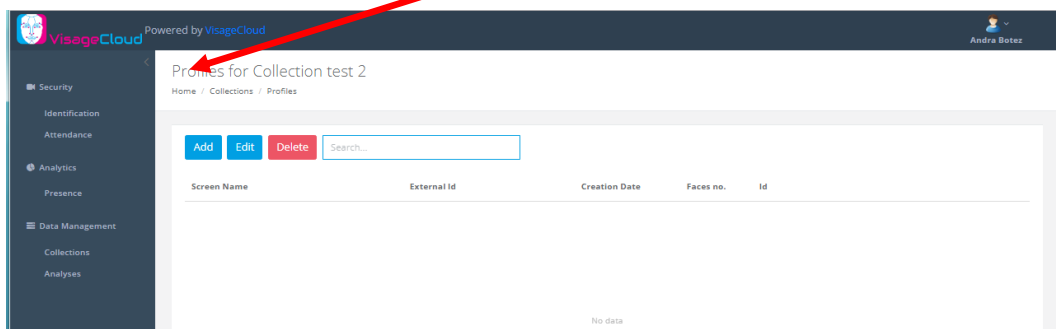 VisageCloud Powered by VisageCloud
Andra Botez
Profiles for Collection test 2
Home / Collections / Profiles
Security
Identification
Attendance
Analytics
Presence
Data Management
Collections
Analyses
Add Edit Delete Search...
Screen Name External Id Creation Date Faces no. Id
No data